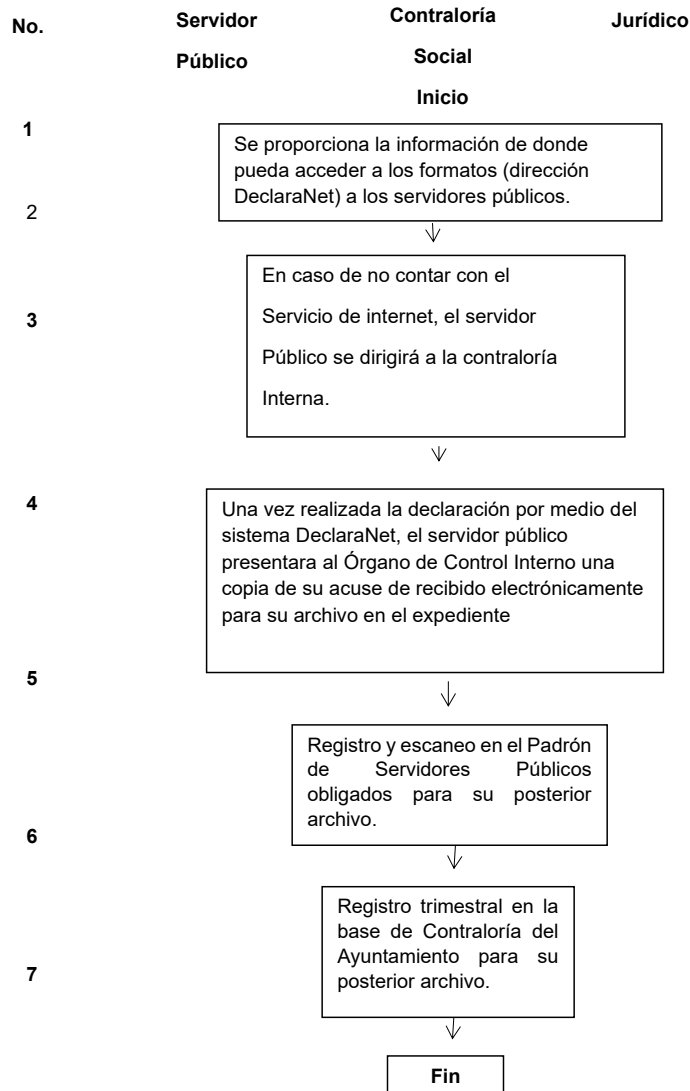 No.
Servidor
Público
Contraloría
Social
Jurídico
Inicio
1
Se proporciona la información de donde
pueda acceder a los formatos (dirección
DeclaraNet) a los servidores públicos.
2
En caso de no contar con el
3
Servicio de internet, el servidor
Público se dirigirá a la contraloría
Interna.
4
Una vez realizada la declaración por medio del
sistema DeclaraNet, el servidor público
presentara al Órgano de Control Interno una
copia de su acuse de recibido electrónicamente
para su archivo en el expediente
5
Registro y escaneo en el Padrón
de Servidores Públicos
obligados para su posterior
archivo.
6
Registro trimestral en la
base de Contraloría del
Ayuntamiento para su
posterior archivo.
7
Fin